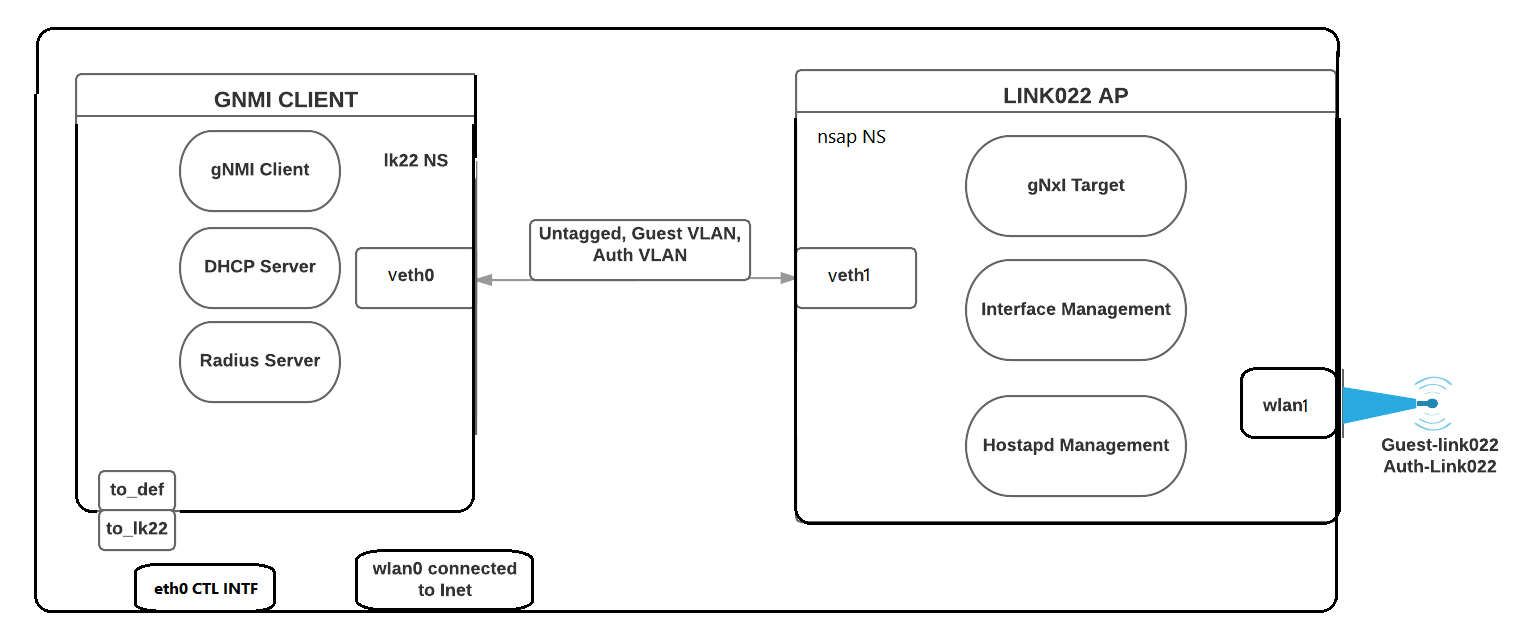 GNMI CLIENT
gNMI Client
lk22 NS
DHCP Server
veth0
Radius Server
to_def
to_lk22
eth0 CTL INTF
wlan0 connected
to Inet
Untagged, Guest VLAN,
Auth VLAN
LINK022 AP
nsap NS
gNxI Target
veth1
Interface Management
wlan1
Hostapd Management
Guest-link022
Auth-Link022